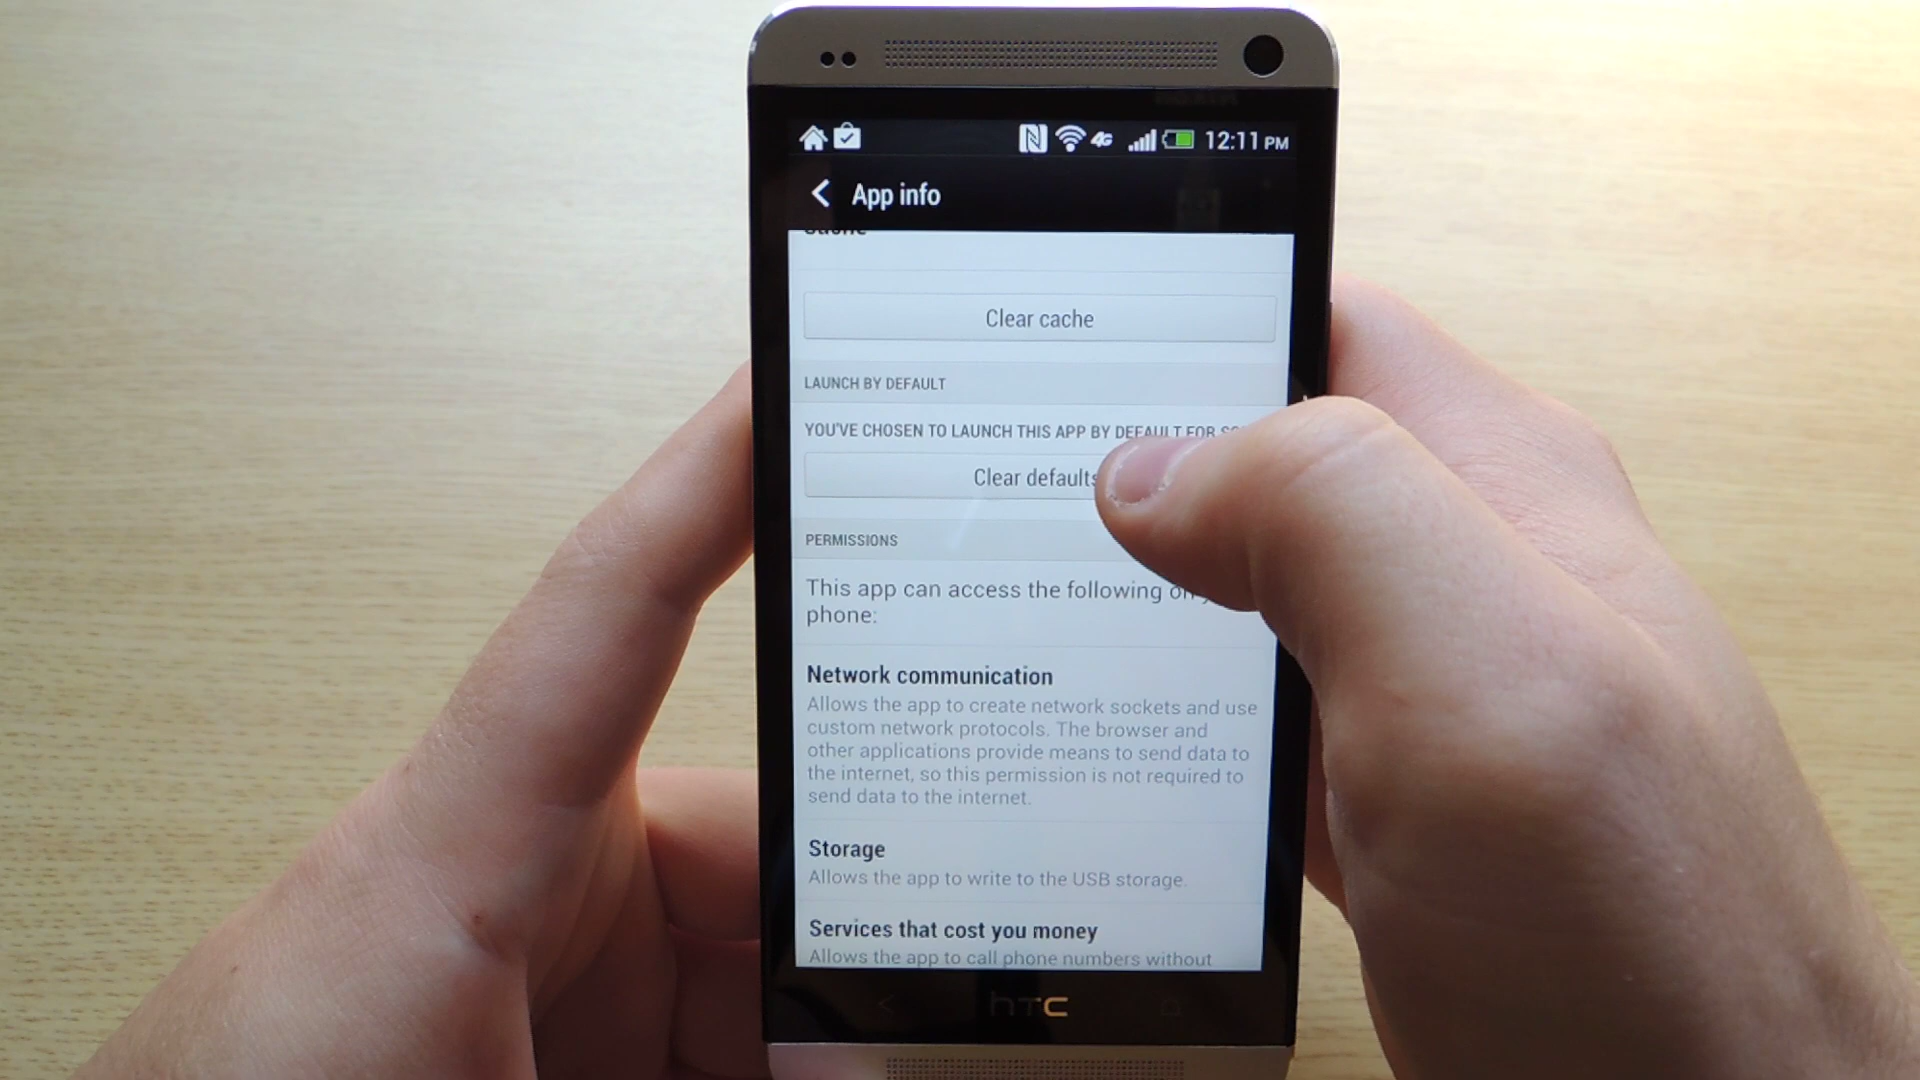 4G 12:11 PM
App info
Clear cache
LAUNCH BY DEFAULT
YOU'VE CHOSEN TO LAUNCH THIS APP BY DEFAULT FOR
Clear defaults
PERMISSIONS
This app can access the following on
phone:
Network communication
Allows the app to create network sockets and use
custom network protocols. The browser and
other applications provide means to send data to
the internet, so this permission is not required to
send data to the internet.
Storage
Allows the app to write to the USB storage.
Services that cost you money
Allows the app to call phone numbers without
hTC